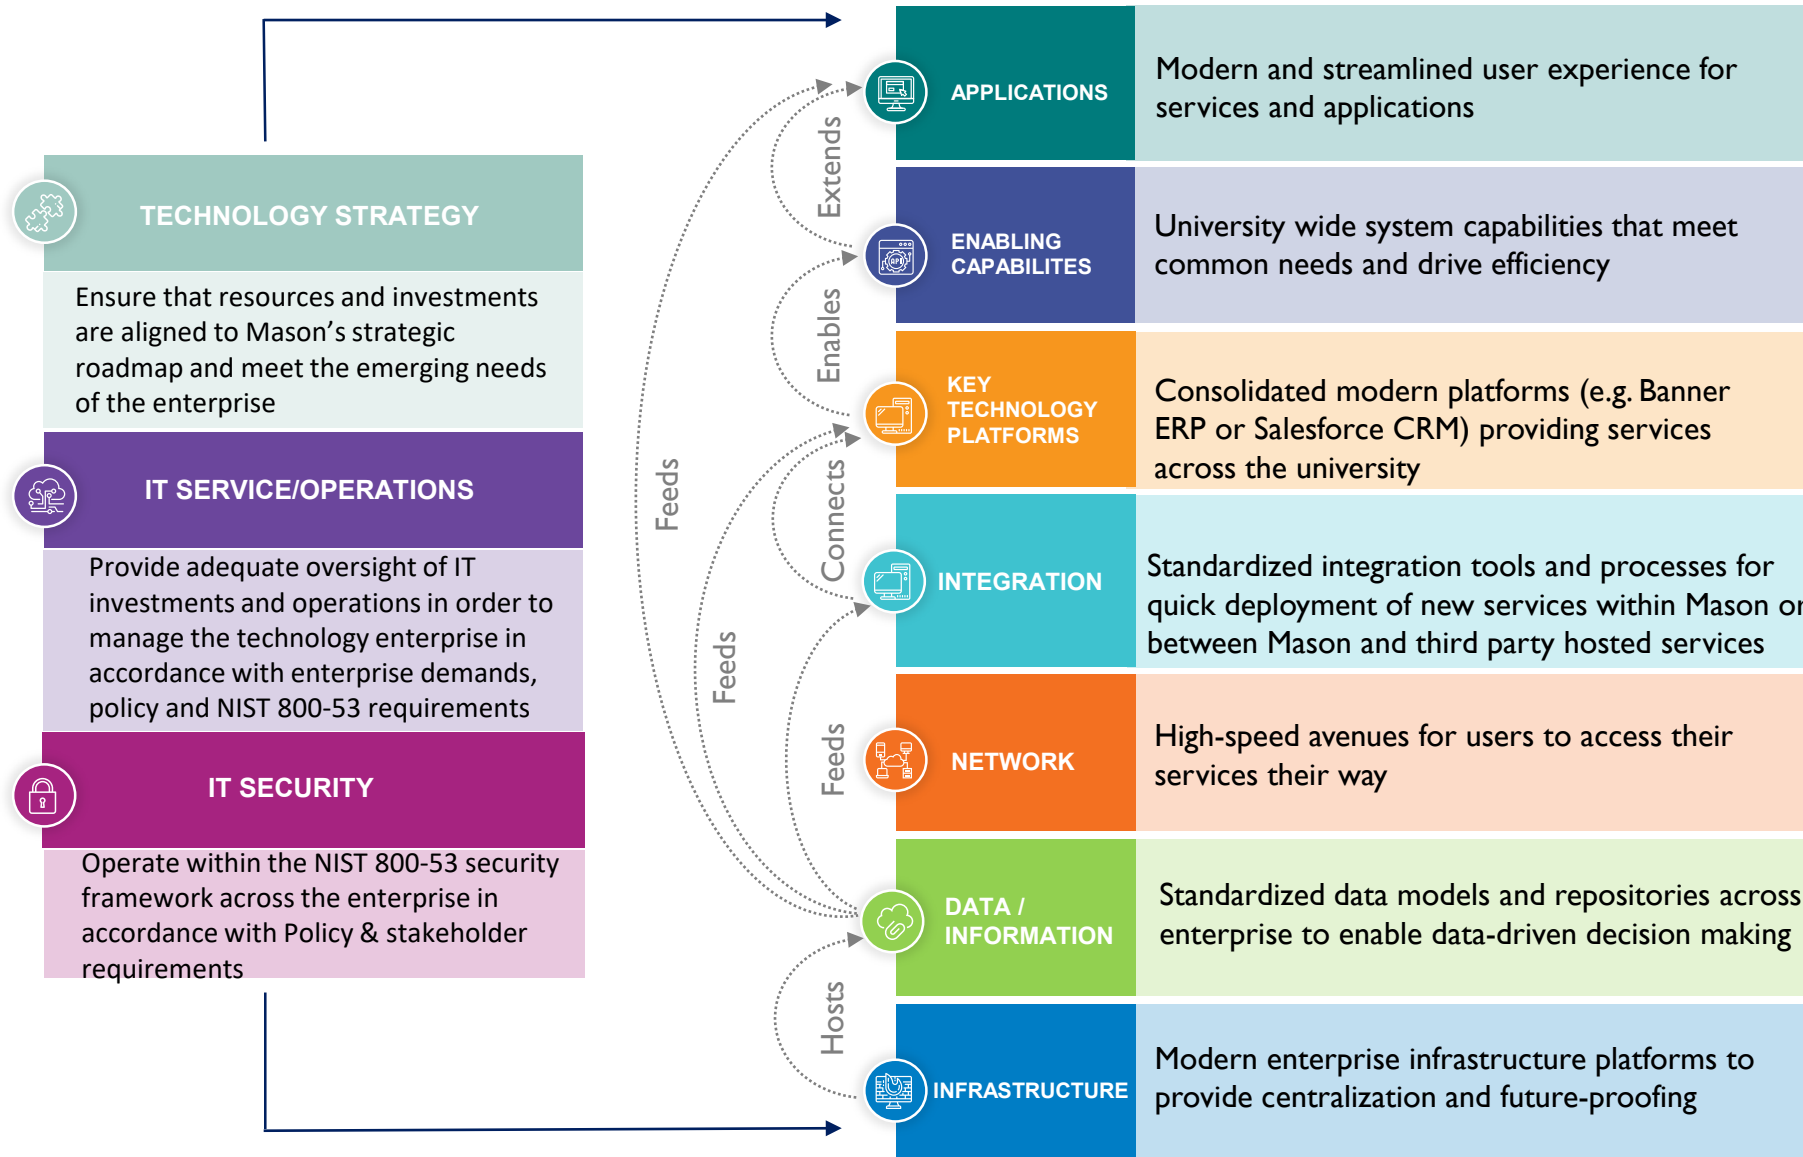 TECHNOLOGY STRATEGY
Ensure that resources and investments
are aligned to Mason’s strategic
roadmap and meet the emerging needs
of the enterprise
IT SERVICE/OPERATIONS
Provide adequate oversight of IT
investments and operations in order to
manage the technology enterprise in
accordance with enterprise demands,
policy and NIST 800-53 requirements
IT SECURITY
Operate within the NIST 800-53 security
framework across the enterprise in
accordance with Policy & stakeholder
requirements
Extends
Enables
Connects
Feeds
Feeds
Feeds
Hosts
APPLICATIONS
Modern and streamlined user experience for
services and applications
API
ENABLING
CAPABILITES
University wide system capabilities that meet
common needs and drive efficiency
KEY
TECHNOLOGY
PLATFORMS
Consolidated modern platforms (e.g. Banner
ERP or Salesforce CRM) providing services
across the university
INTEGRATION
Standardized integration tools and processes for
quick deployment of new services within Mason or
between Mason and third party hosted services
NETWORK
High-speed avenues for users to access their
services their way
DATA /
INFORMATION
Standardized data models and repositories across
enterprise to enable data-driven decision making
INFRASTRUCTURE
Modern enterprise infrastructure platforms to
provide centralization and future-proofing